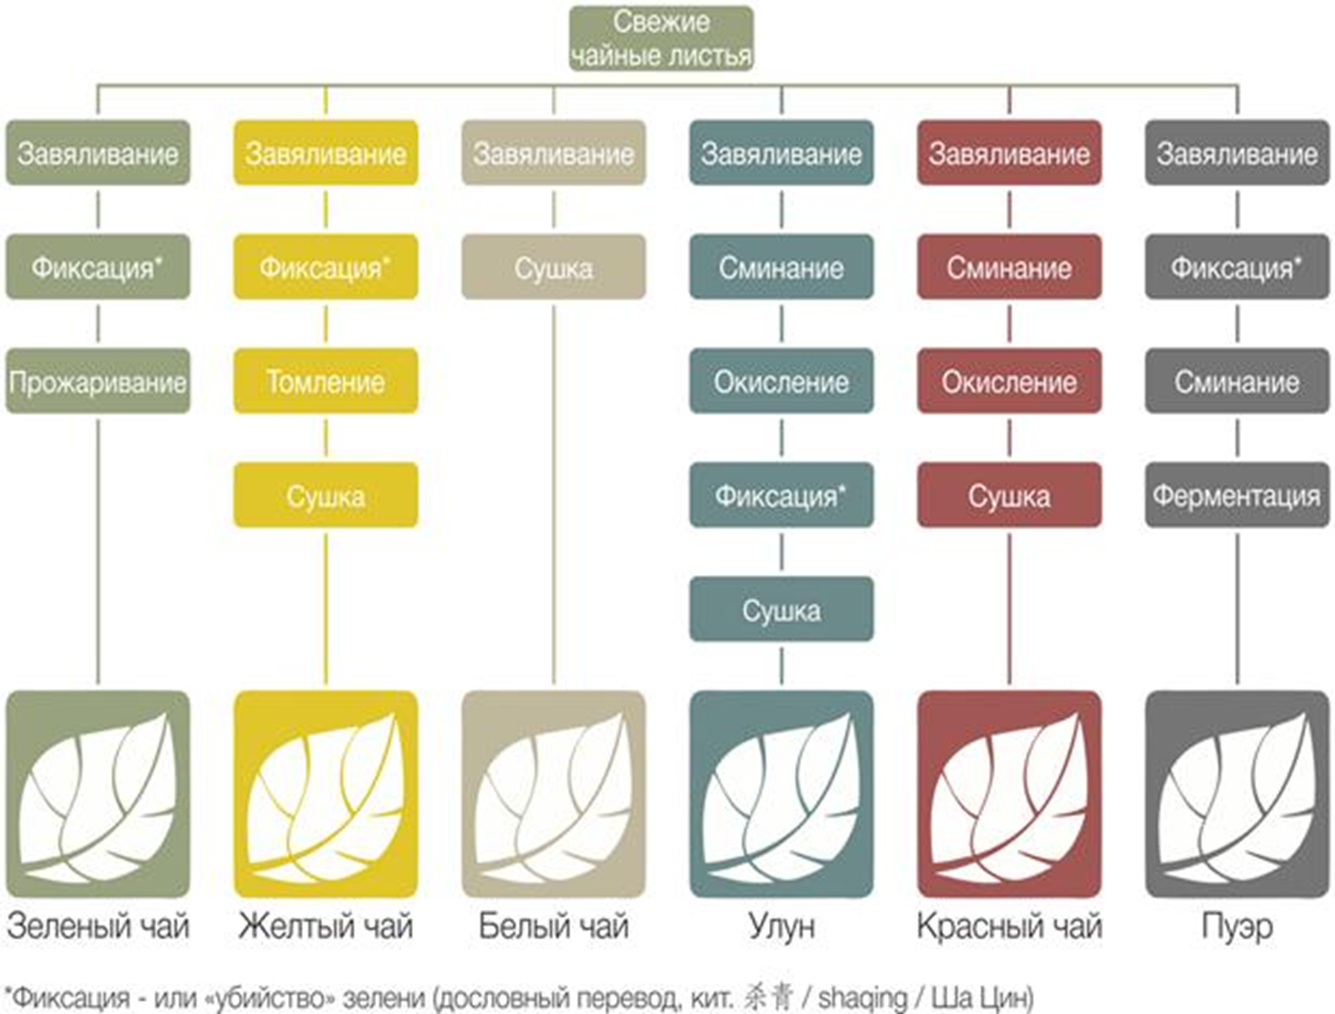 Свежие
чайные листья
Завяливание
Завяливание
Завяливание
Завяливание
Завяливание
Завяливание
Фиксация*
Фиксация*
Сушка
Сминание
Сминание
Фиксация*
Прожаривание
Томление
Окисление
Окисление
Сминание
Сушка
Фиксация*
Сушка
Ферментация
Сушка
Зеленый чай
Желтый чай
Белый чай
Улун
Красный чай
Пуэр
*Фиксация - или «убийство» зелени (дословный перевод, кит. 杀青 / shaqing / Ша Цин)